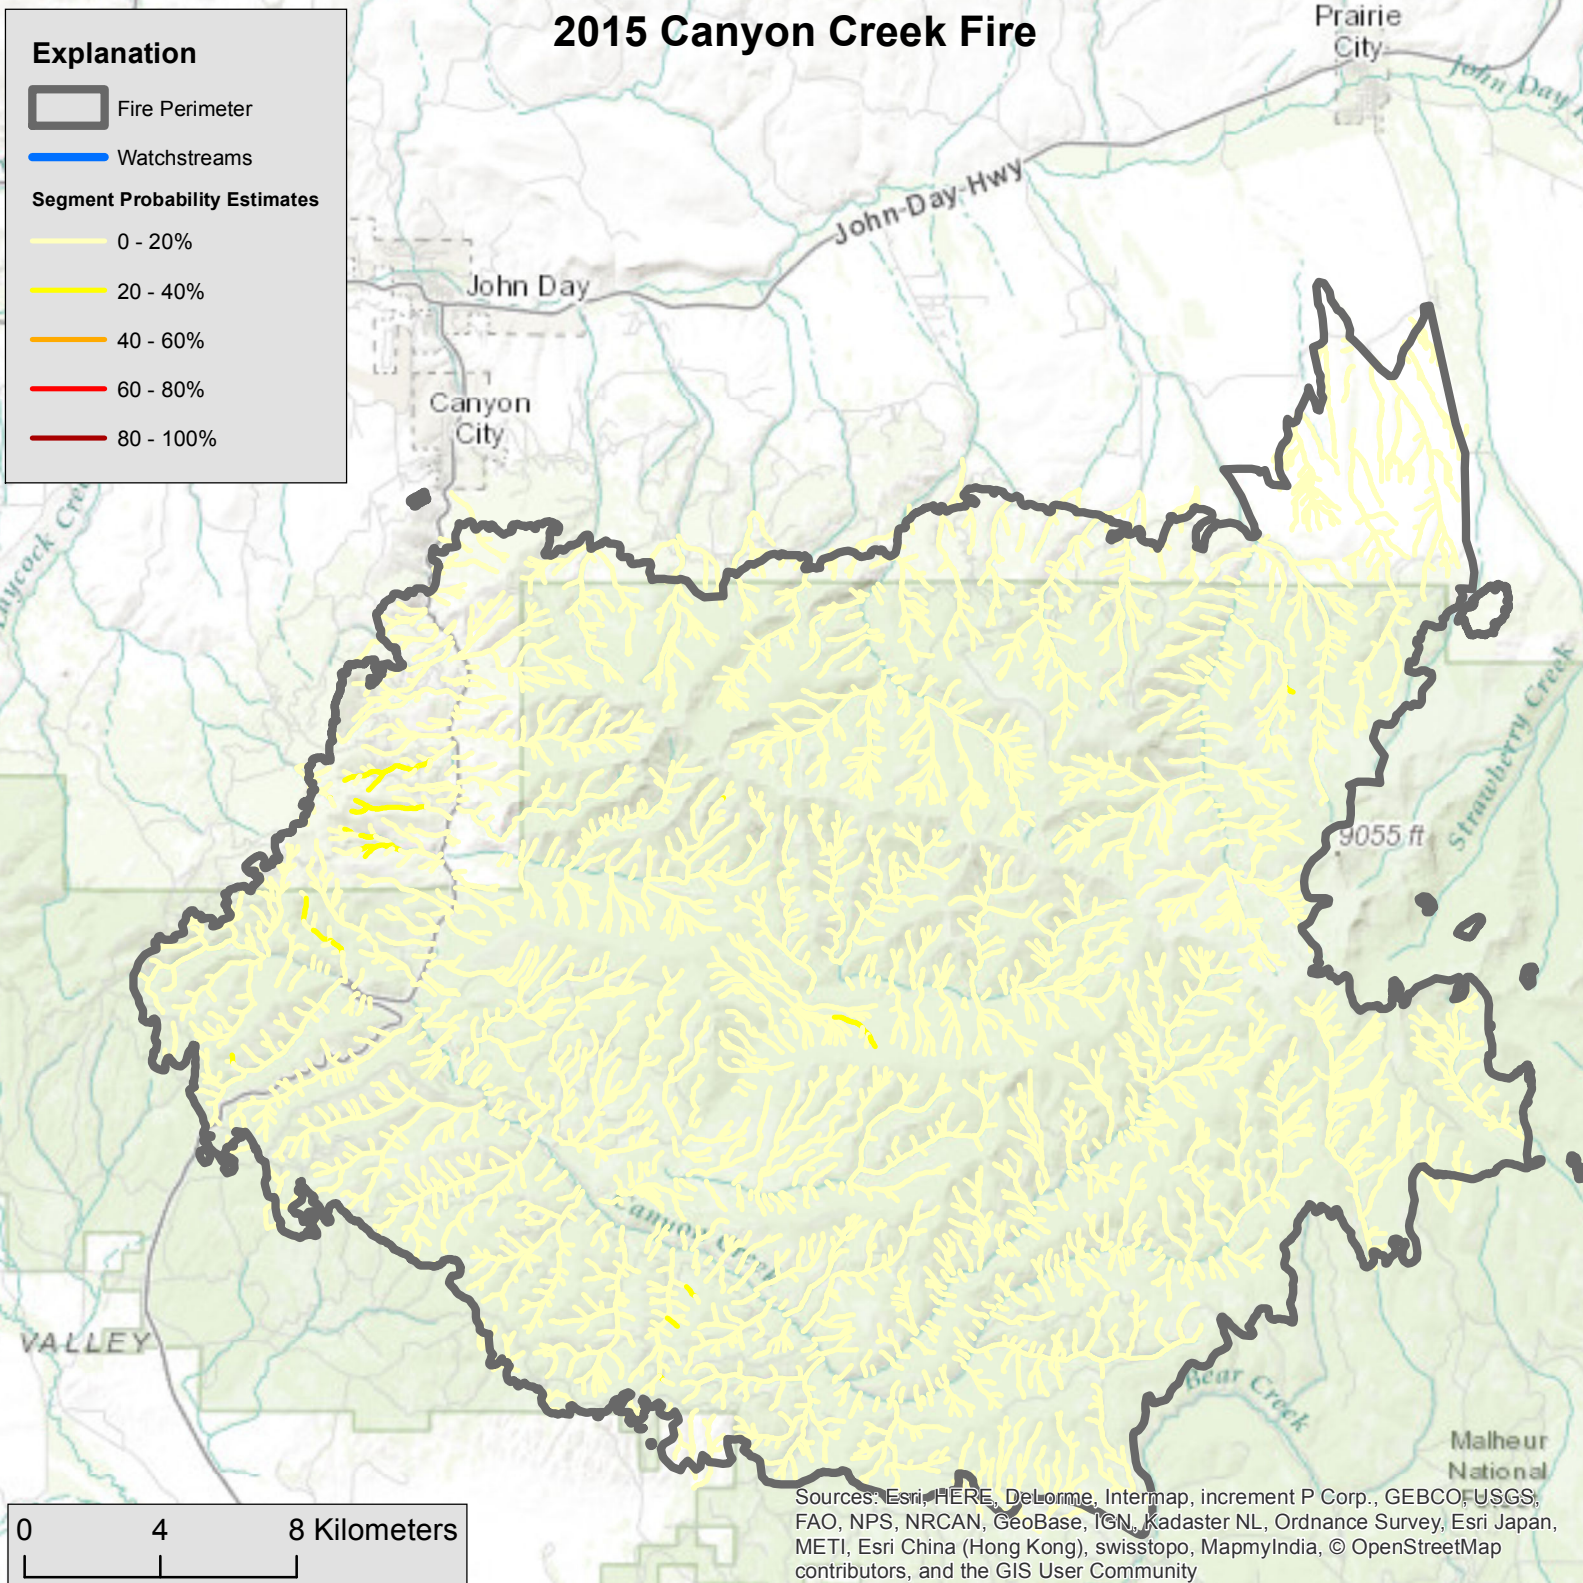 2015 Canyon Creek Fire
Explanation
Fire Perimeter
Watchstreams
Segment Probability Estimates
0 - 20%
20 - 40%
40 - 60%
60 - 80%
80 - 100%
Prairie
City
John Day
John-Day-Hwy
John Day
Canyon
City
Strawberry Creek
9055 ft
Canyon Creek
VALLEY
Bear Creek
Malheur
National
0 4 8 Kilometers
Sources: Esri, HERE, DeLorme, Intermap, increment P Corp., GEBCO, USGS,
FAO, NPS, NRCAN, GeoBase, IGN, Kadaster NL, Ordnance Survey, Esri Japan,
METI, Esri China (Hong Kong), swisstopo, MapmyIndia, © OpenStreetMap
contributors, and the GIS User Community